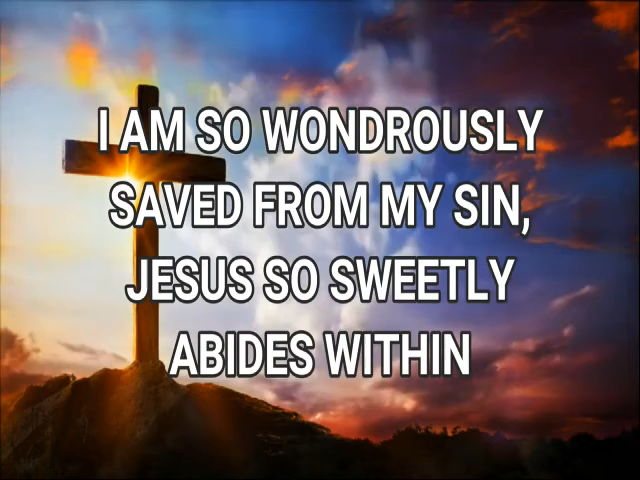 I AM SO WONDROUSLY
SAVED FROM MY SIN,
JESUS SO SWEETLY
ABIDES WITHIN